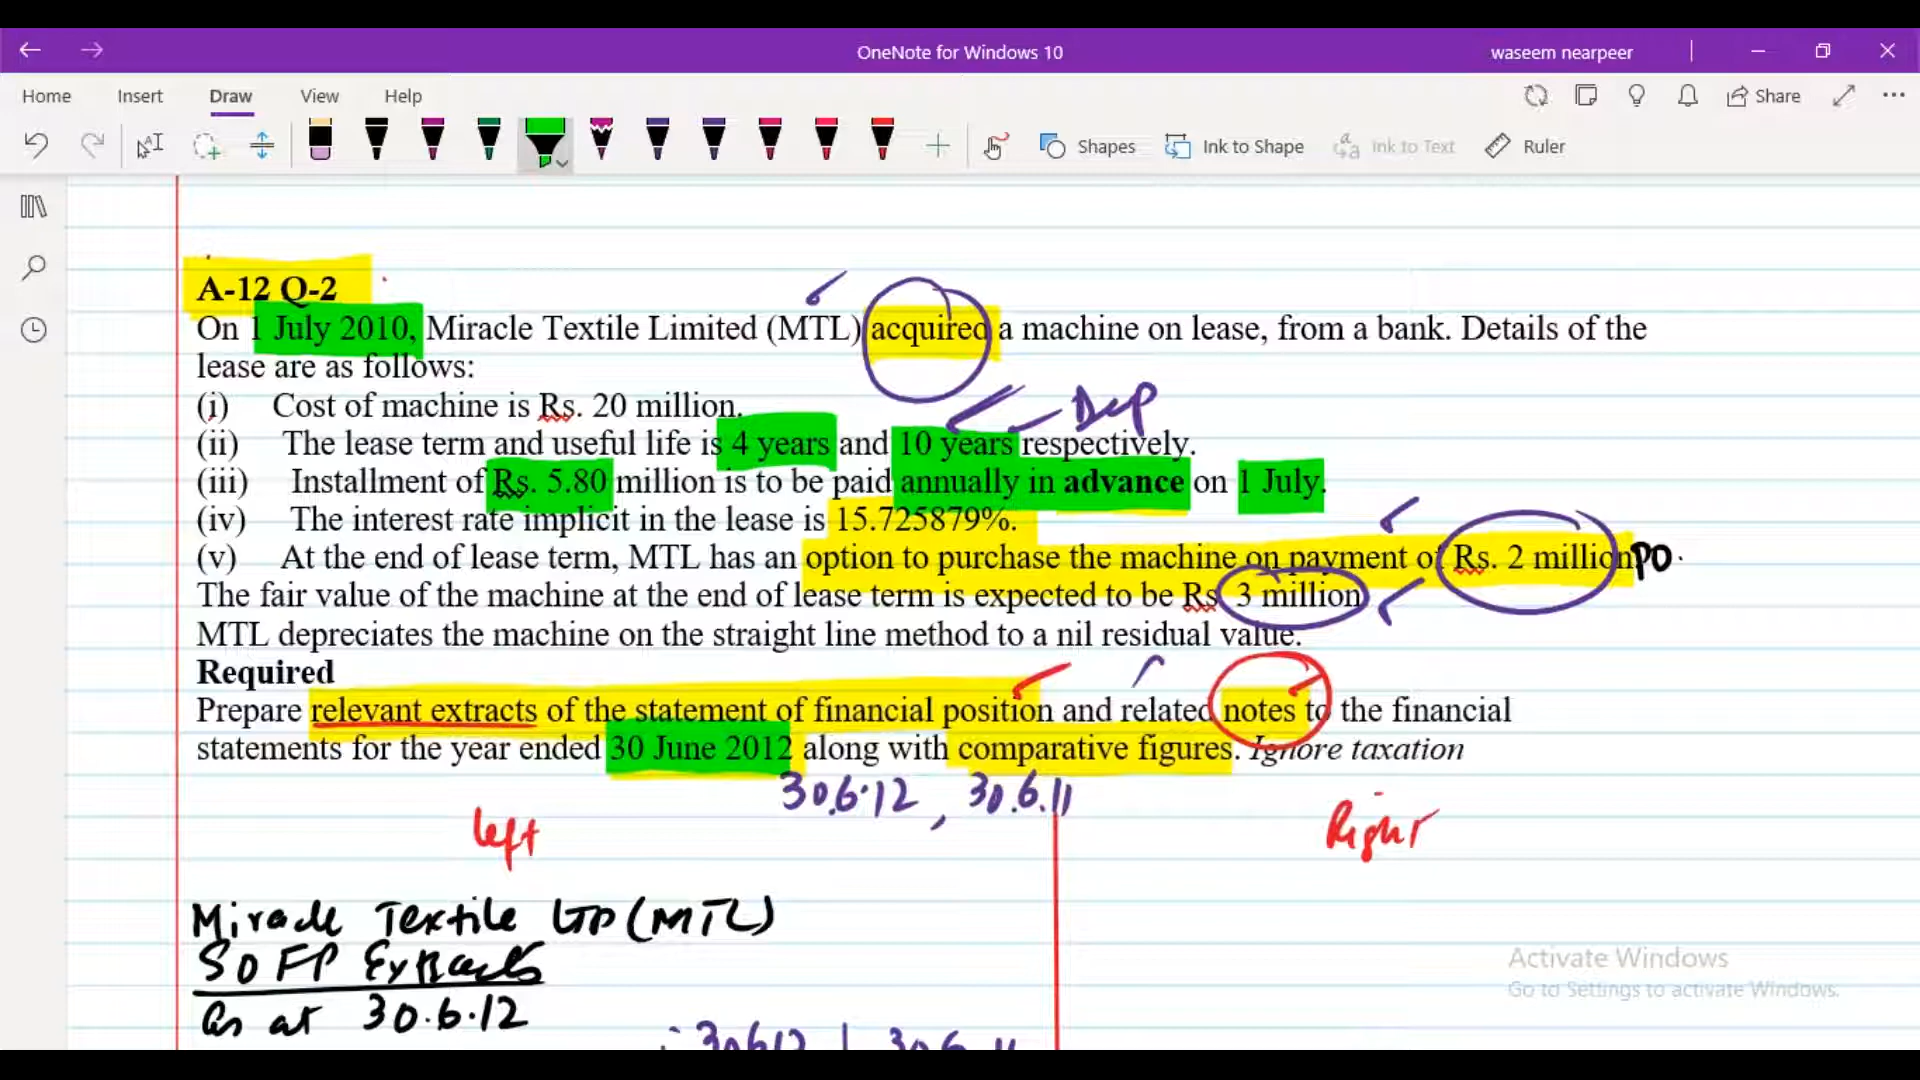 OneNote for Windows 10
waseem nearpeer
Home Insert Draw View Help
Share
Shapes Ink to Shape Ink to Text Ruler
A-12 Q-2
On 1 July 2010, Miracle Textile Limited (MTL) acquired a machine on lease, from a bank. Details of the
lease are as follows:
(i) Cost of machine is Rs. 20 million.
Dep
(ii) The lease term and useful life is 4 years and 10 years respectively.
(iii) Installment of Rs. 5.80 million is to be paid annually in advance on 1 July.
(iv) The interest rate implicit in the lease is 15.725879%.
(v) At the end of lease term, MTL has an option to purchase the machine on payment of Rs. 2 million PO
The fair value of the machine at the end of lease term is expected to be Rs 3 million
MTL depreciates the machine on the straight line method to a nil residual value.
Required
Prepare relevant extracts of the statement of financial position and related notes to the financial
statements for the year ended 30 June 2012 along with comparative figures. Ignore taxation
30.6.12, 30.6.11
left
Right
Miracle Textile LTD (MTL)
SOFP Extracts
As at 30.6.12
Activate Windows
Go to Settings to activate Windows.